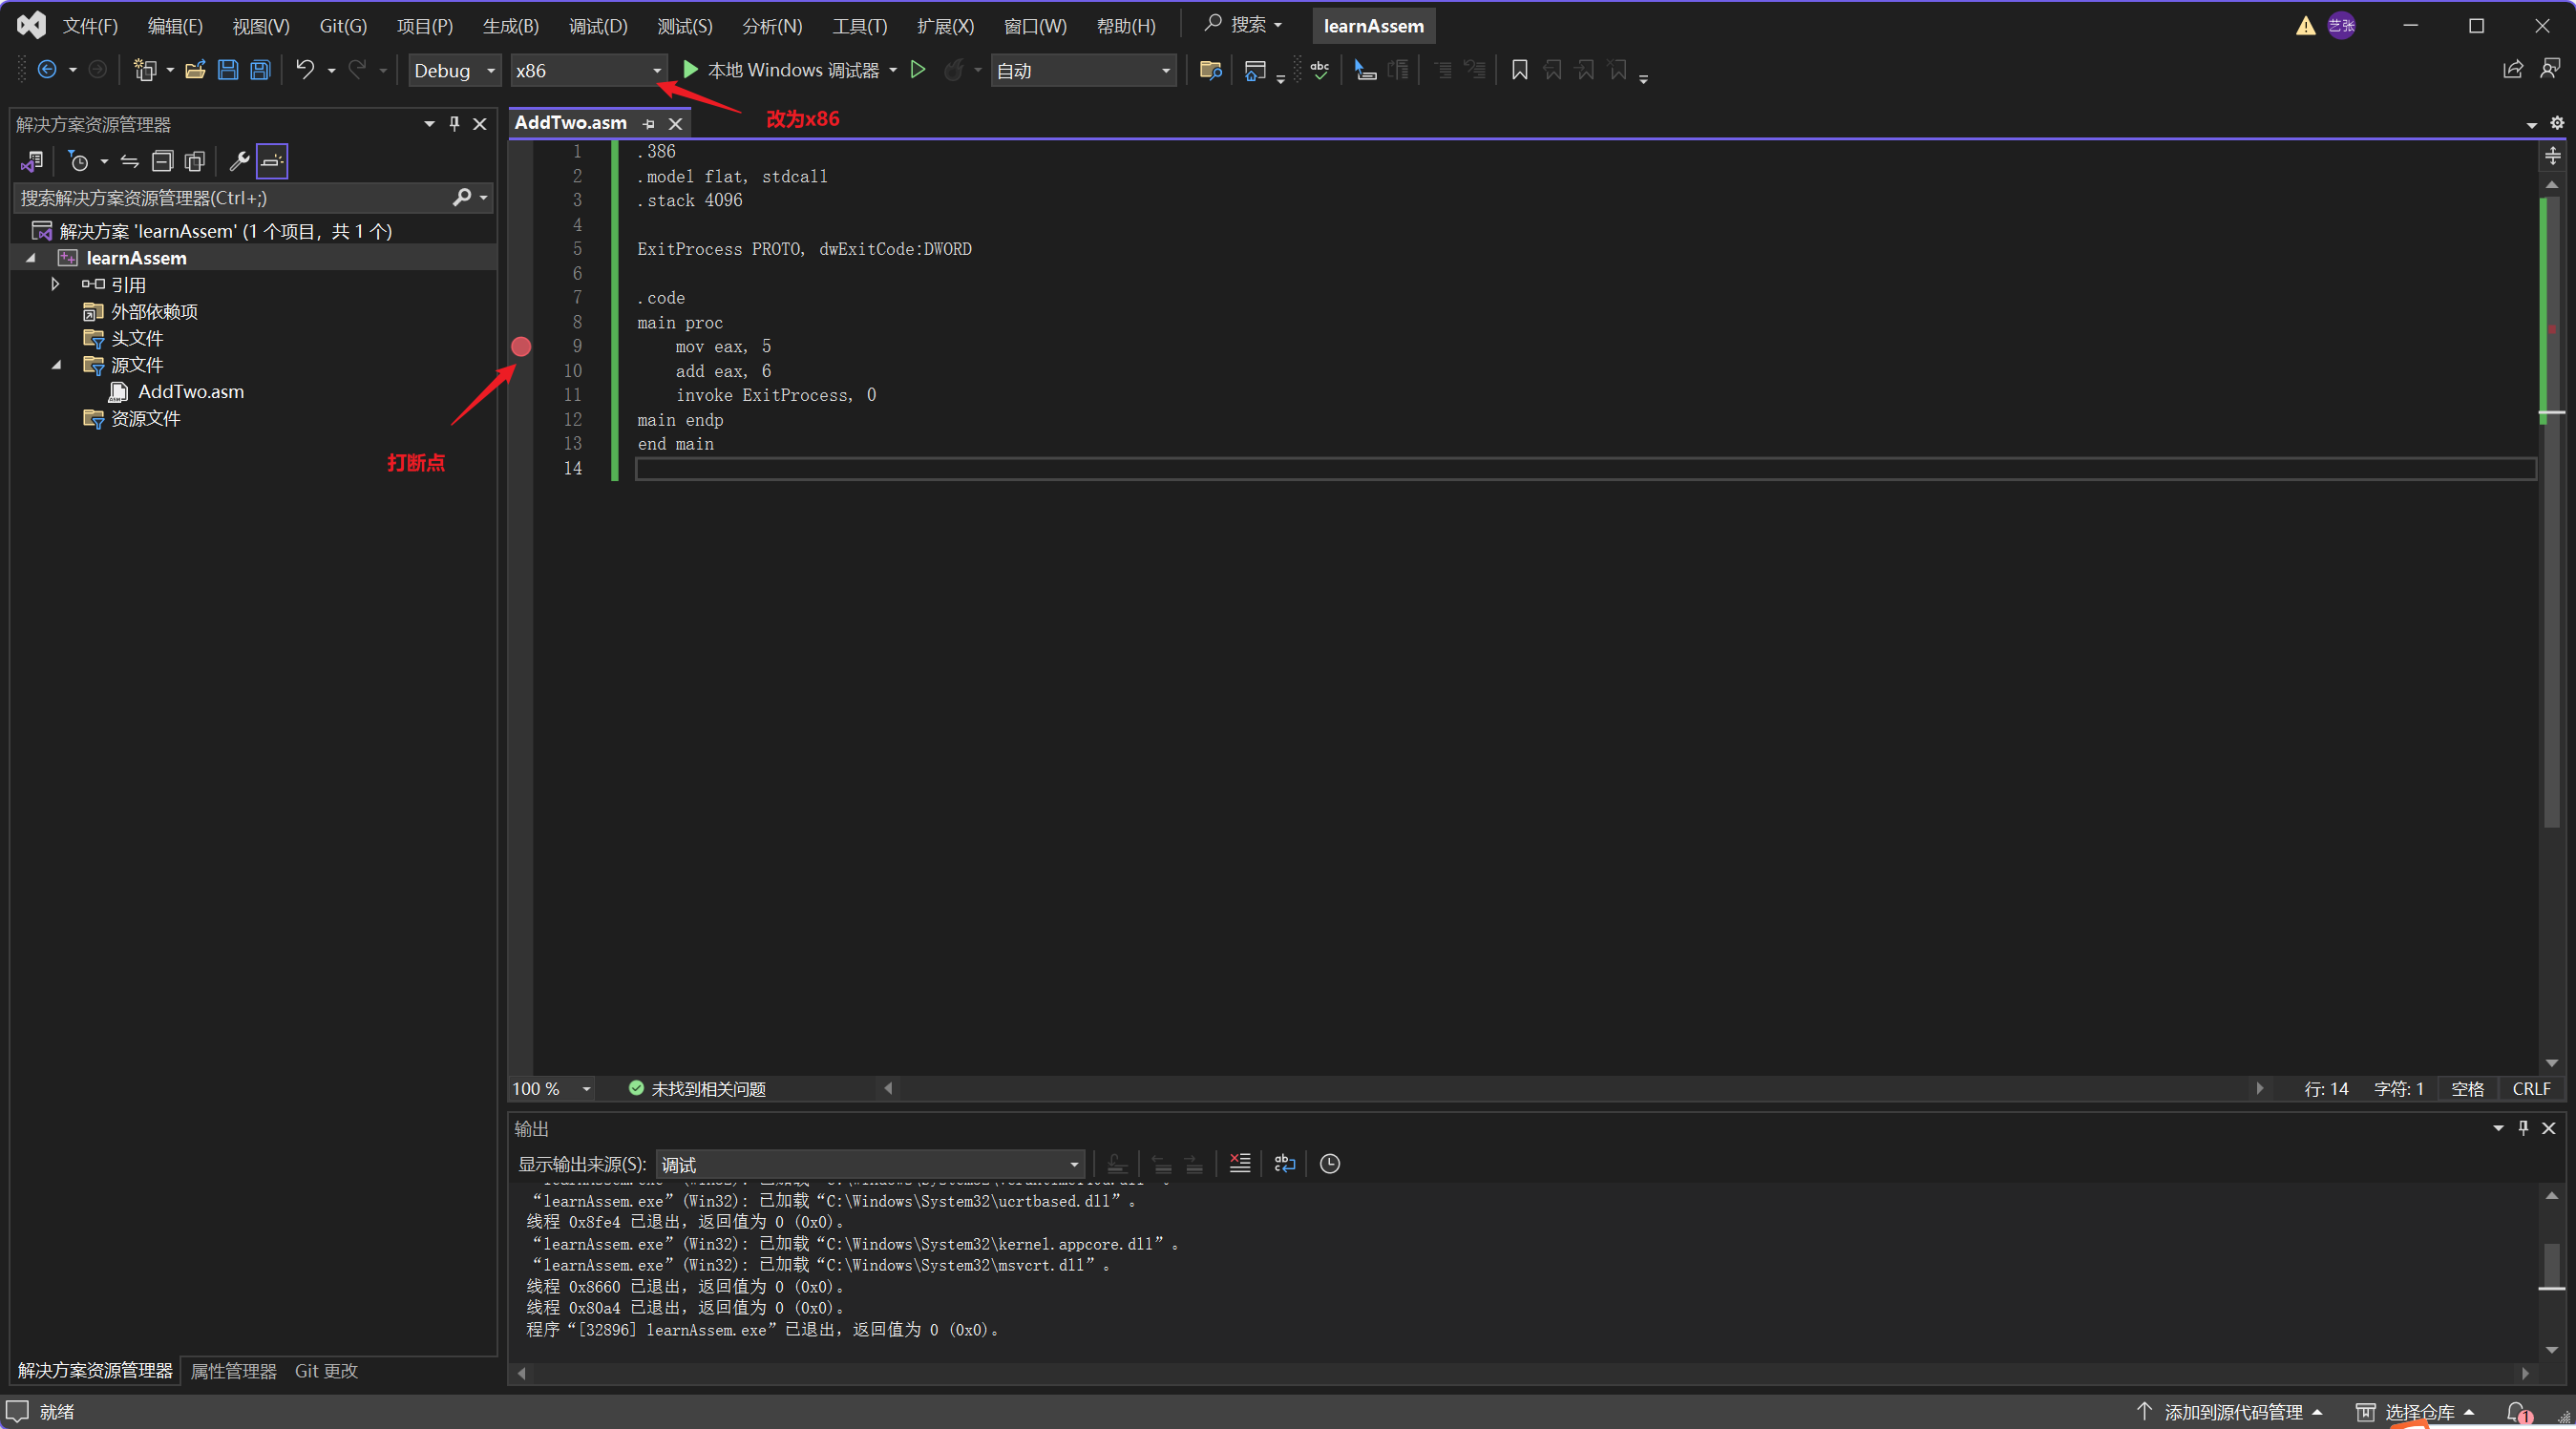 文件(F) 编辑(E) 视图(V) Git(G) 项目(P) 生成(B) 调试(D) 测试(S) 分析(N) 工具(T) 扩展(X) 窗口(W) 帮助(H) 搜索 learnAssem 艺张
Debug x86 本地 Windows 调试器 自动
改为x86
解决方案资源管理器
搜索解决方案资源管理器(Ctrl+;)
解决方案 'learnAssem' (1 个项目，共 1 个)
learnAssem
引用
外部依赖项
头文件
源文件
AddTwo.asm
资源文件
打断点
AddTwo.asm
1 .386
2 .model flat, stdcall
3 .stack 4096
4
5 ExitProcess PROTO, dwExitCode:DWORD
6
7 .code
8 main proc
9 mov eax, 5
10 add eax, 6
11 invoke ExitProcess, 0
12 main endp
13 end main
14
100 % 未找到相关问题 行: 14 字符: 1 空格 CRLF
输出
显示输出来源(S): 调试
“learnAssem.exe”(Win32): 已加载“C:\Windows\System32\ucrtbased.dll”。
线程 0x8fe4 已退出，返回值为 0 (0x0)。
“learnAssem.exe”(Win32): 已加载“C:\Windows\System32\kernel.appcore.dll”。
“learnAssem.exe”(Win32): 已加载“C:\Windows\System32\msvcrt.dll”。
线程 0x8660 已退出，返回值为 0 (0x0)。
线程 0x80a4 已退出，返回值为 0 (0x0)。
程序“[32896] learnAssem.exe”已退出，返回值为 0 (0x0)。
解决方案资源管理器 属性管理器 Git 更改
就绪 添加到源代码管理 选择仓库 1